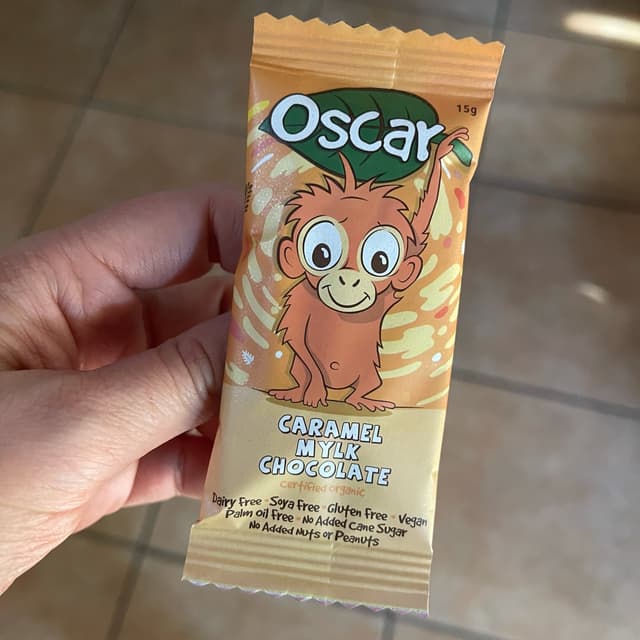 Oscar
15g
CARAMEL
MYLK
CHOCOLATE
certified organic
Dairy Free • Soya Free • Gluten Free • Vegan
Palm Oil Free • No Added Cane Sugar
No Added Nuts or Peanuts